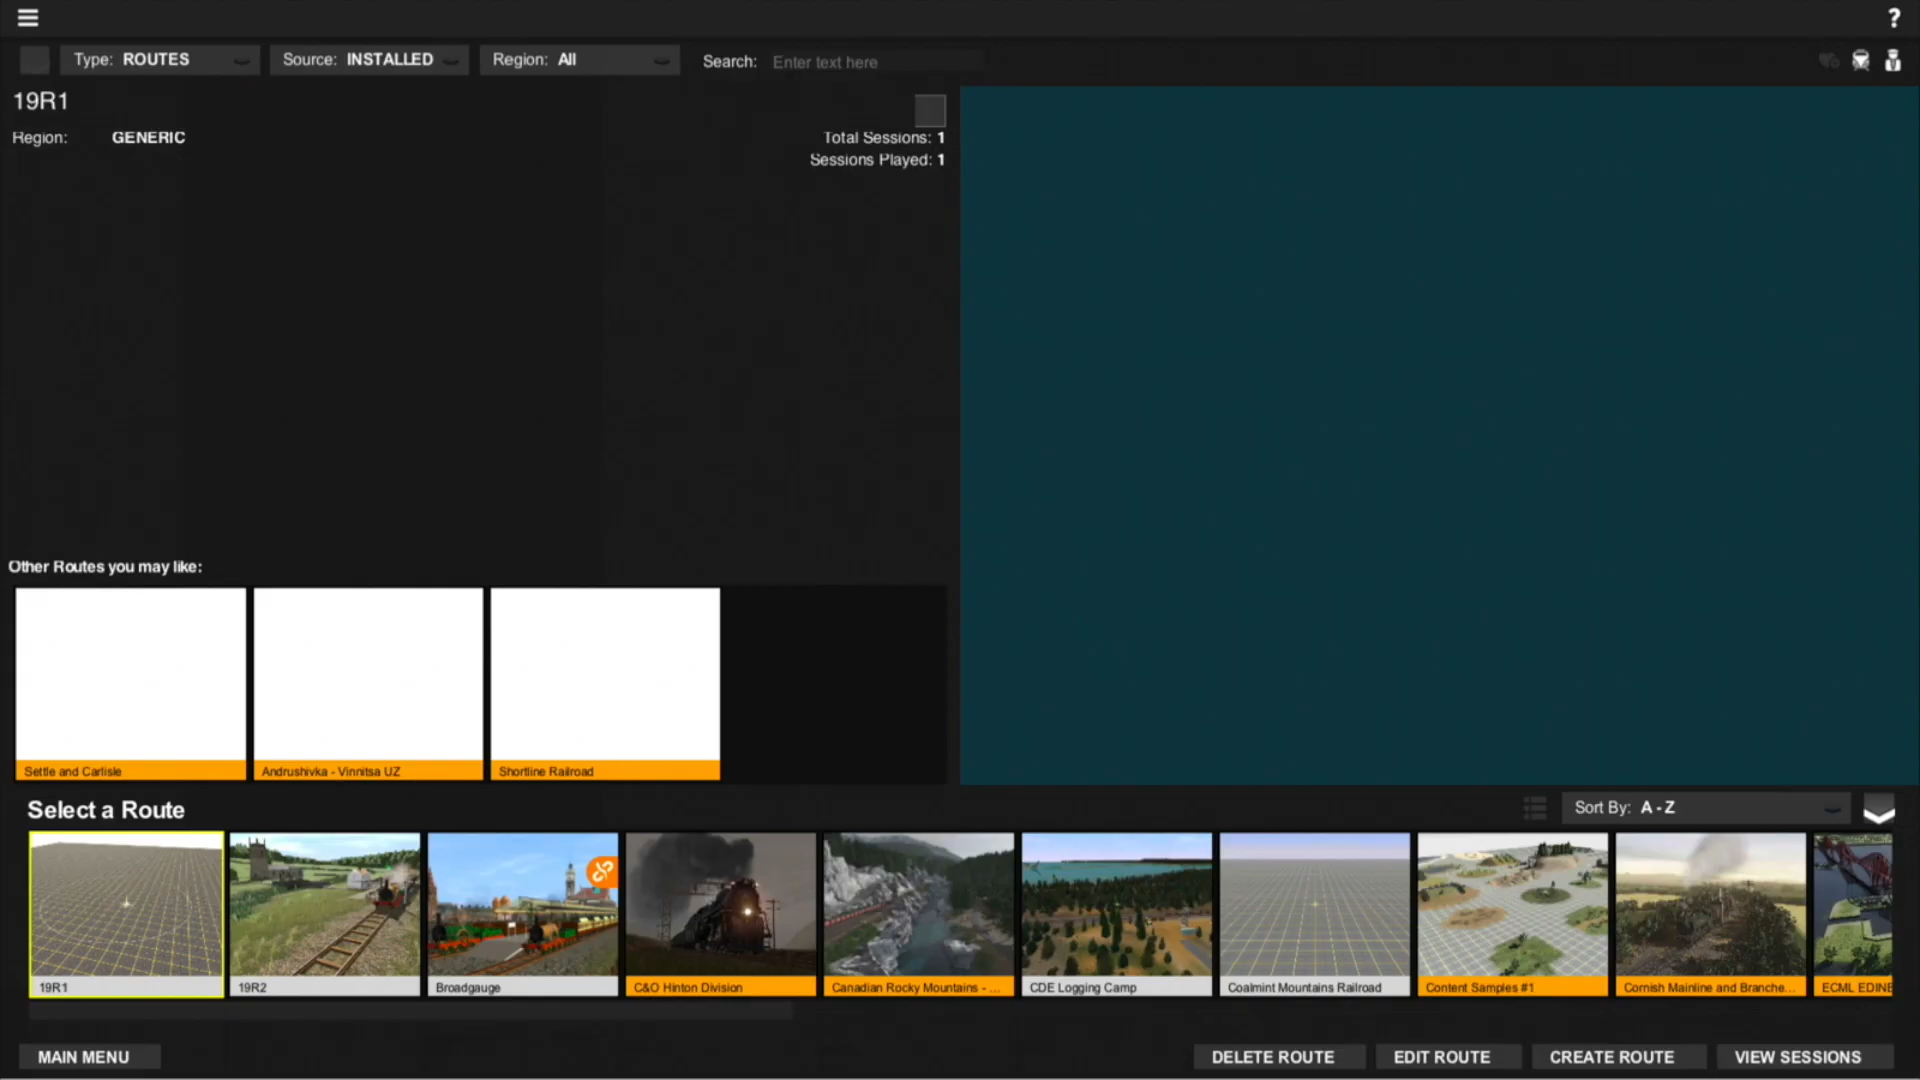 ?
Type: ROUTES
Source: INSTALLED
Region: All
Search: Enter text here
19R1
Region: GENERIC
Total Sessions: 1
Sessions Played: 1
Other Routes you may like:
Settle and Carlisle
Andrushivka - Vinnitsa UZ
Shortline Railroad
Select a Route
Sort By: A - Z
19R1
19R2
Broadgauge
C&O Hinton Division
Canadian Rocky Mountains - ...
CDE Logging Camp
Coalmint Mountains Railroad
Content Samples #1
Cornish Mainline and Branche...
ECML EDINB
MAIN MENU
DELETE ROUTE
EDIT ROUTE
CREATE ROUTE
VIEW SESSIONS